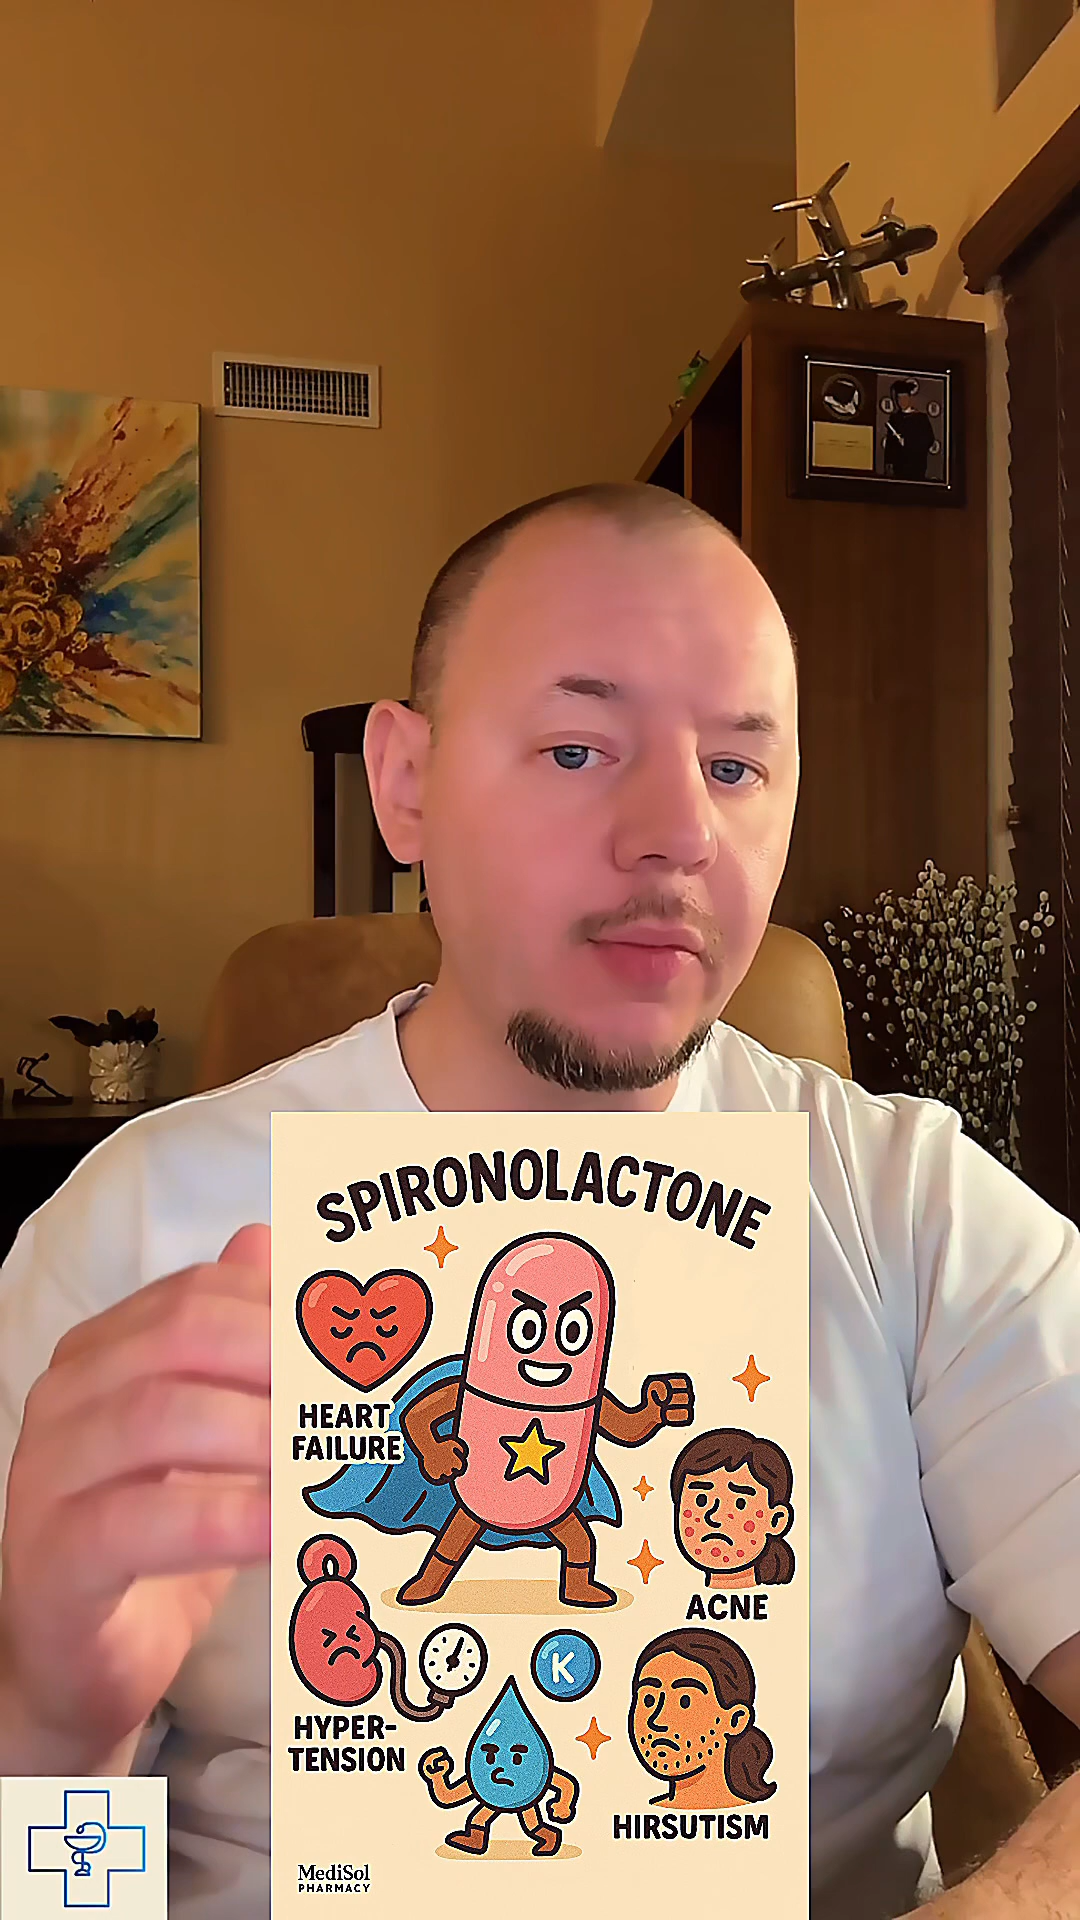 SPIRONOLACTONE
HEART
FAILURE
ACNE
HYPER-
TENSION
K
HIRSUTISM
MediSol
PHARMACY